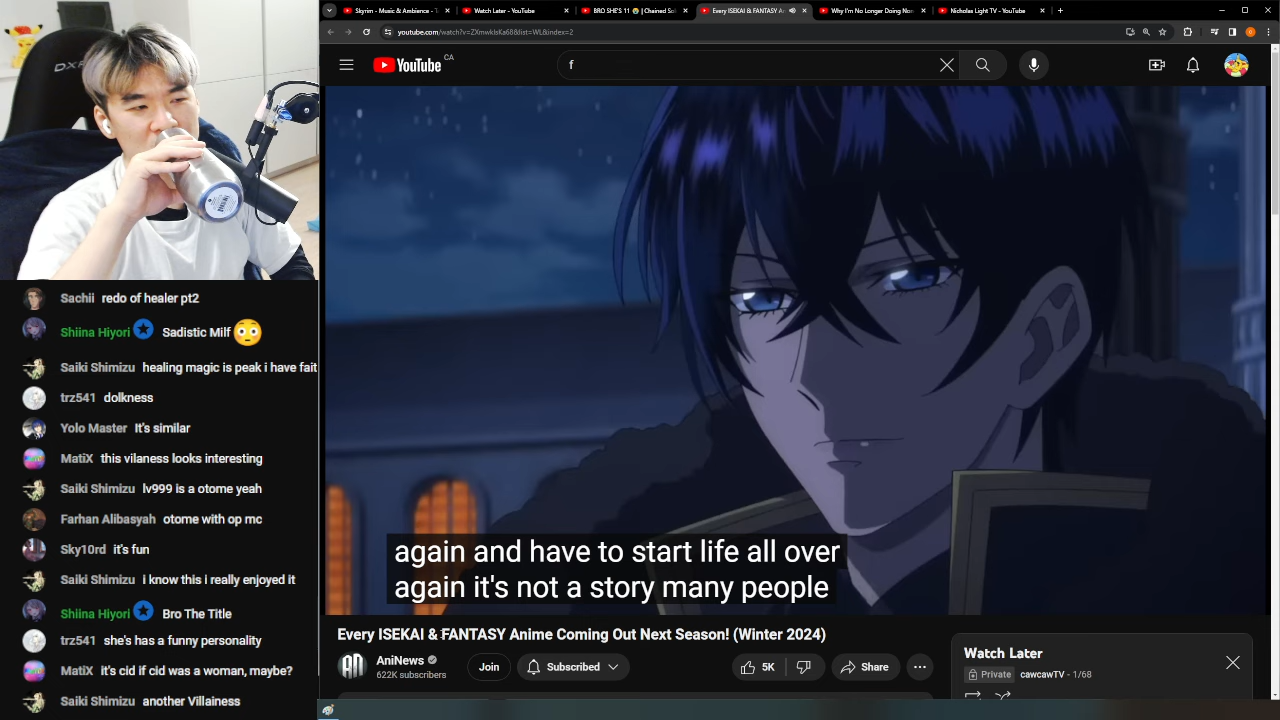 Skyrim - Music & Ambience - T
Watch Later - YouTube
BRO SHE'S 11 😢 | Chained Sol
Every ISEKAI & FANTASY An
Why I'm No Longer Doing Non
Nicholas Light TV - YouTube
youtube.com/watch?v=ZXmwkIsKa68&list=WL&index=2
DXR
YouTube CA
f
Sachii redo of healer pt2
Shiina Hiyori Sadistic Milf 😳
Saiki Shimizu healing magic is peak i have fait
trz541 dolkness
Yolo Master It's similar
MatiX this vilaness looks interesting
Saiki Shimizu lv999 is a otome yeah
Farhan Alibasyah otome with op mc
Sky10rd it's fun
Saiki Shimizu i know this i really enjoyed it
Shiina Hiyori Bro The Title
trz541 she's has a funny personality
MatiX it's cid if cid was a woman, maybe?
Saiki Shimizu another Villainess
again and have to start life all over
again it's not a story many people
Every ISEKAI & FANTASY Anime Coming Out Next Season! (Winter 2024)
AniNews
622K subscribers
Join
Subscribed
5K
Share
Watch Later
Private cawcawTV - 1/68